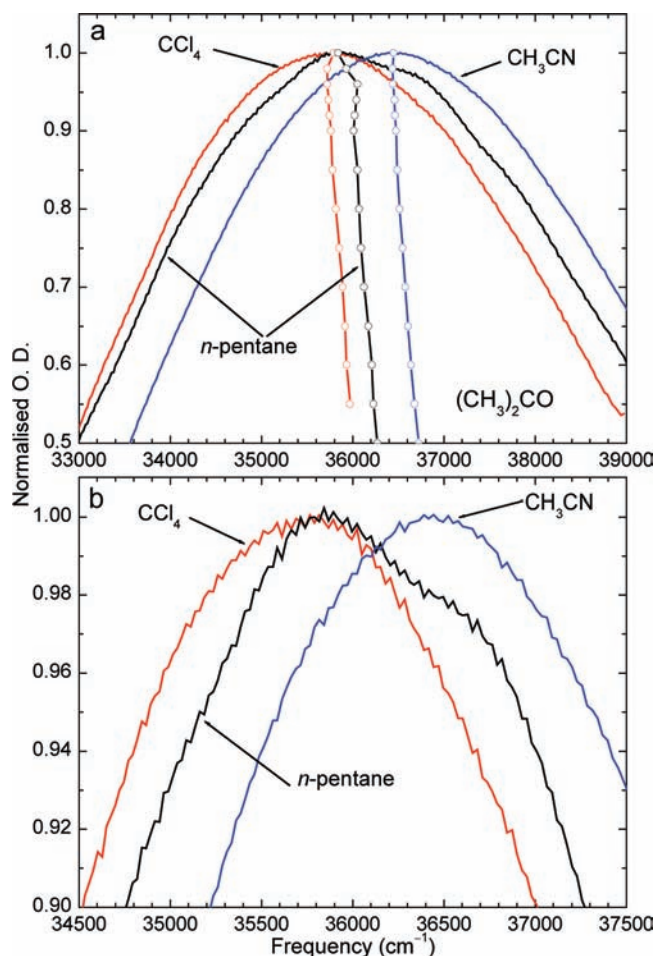 a
CCl₄
CH₃CN
n-pentane
(CH₃)₂CO
1.0
0.9
0.8
0.7
0.6
0.5
33000 34000 35000 36000 37000 38000 39000
Normalised O. D.
b
CCl₄
CH₃CN
n-pentane
1.00
0.98
0.96
0.94
0.92
0.90
34500 35000 35500 36000 36500 37000 37500
Frequency (cm⁻¹)